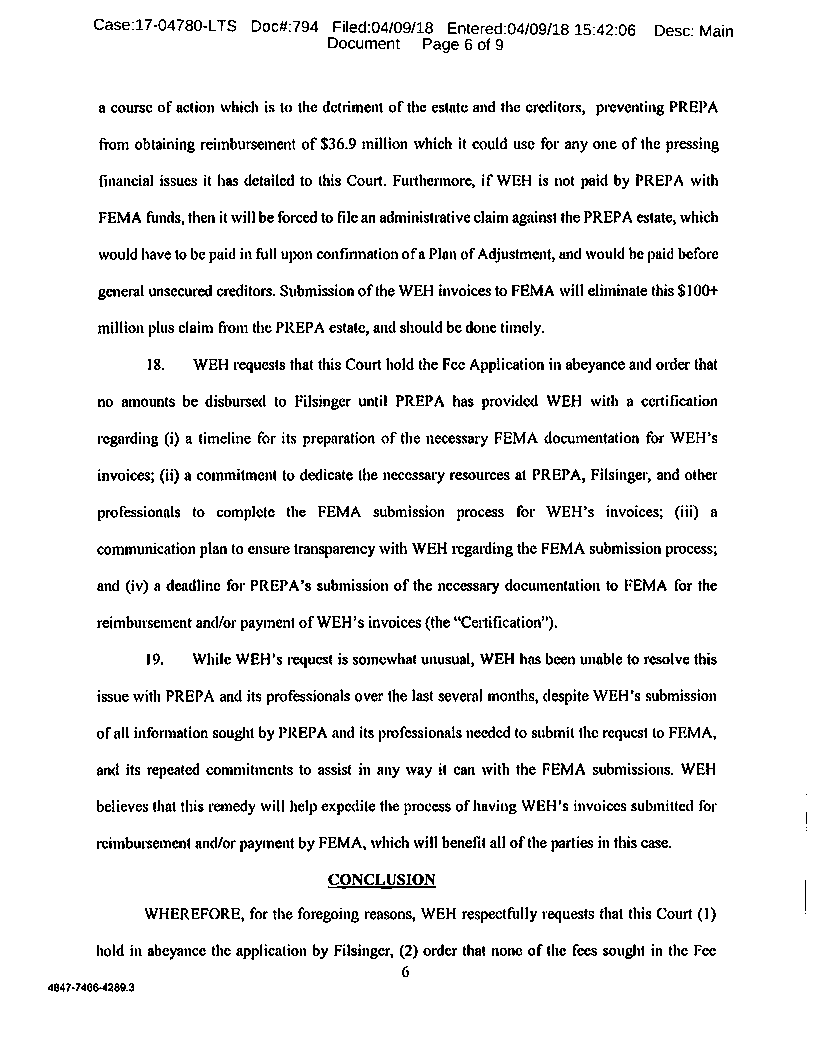 Case:17-04780-LTS Doc#:794 Filed:04/09/18 Entered:04/09/18 15:42:06 Desc: Main
Document Page 6 of 9
a course of action which is to the detriment of the estate and the creditors, preventing PREPA
from obtaining reimbursement of $36.9 million which it could use for any one of the pressing
financial issues it has detailed to this Court. Furthermore, if WEH is not paid by PREPA with
FEMA funds, then it will be forced to file an administrative claim against the PREPA estate, which
would have to be paid in full upon confirmation of a Plan of Adjustment, and would be paid before
general unsecured creditors. Submission of the WEH invoices to FEMA will eliminate this $100+
million plus claim from the PREPA estate, and should be done timely.
18. WEH requests that this Court hold the Fee Application in abeyance and order that
no amounts be disbursed to Filsinger until PREPA has provided WEH with a certification
regarding (i) a timeline for its preparation of the necessary FEMA documentation for WEH's
invoices; (ii) a commitment to dedicate the necessary resources at PREPA, Filsinger, and other
professionals to complete the FEMA submission process for WEH's invoices; (iii) a
communication plan to ensure transparency with WEH regarding the FEMA submission process;
and (iv) a deadline for PREPA's submission of the necessary documentation to FEMA for the
reimbursement and/or payment of WEH's invoices (the "Certification").
19. While WEH's request is somewhat unusual, WEH has been unable to resolve this
issue with PREPA and its professionals over the last several months, despite WEH's submission
of all information sought by PREPA and its professionals needed to submit the request to FEMA,
and its repeated commitments to assist in any way it can with the FEMA submissions. WEH
believes that this remedy will help expedite the process of having WEH's invoices submitted for
reimbursement and/or payment by FEMA, which will benefit all of the parties in this case.
CONCLUSION
WHEREFORE, for the foregoing reasons, WEH respectfully requests that this Court (1)
hold in abeyance the application by Filsinger, (2) order that none of the fees sought in the Fee
6
4847-7466-4289.3